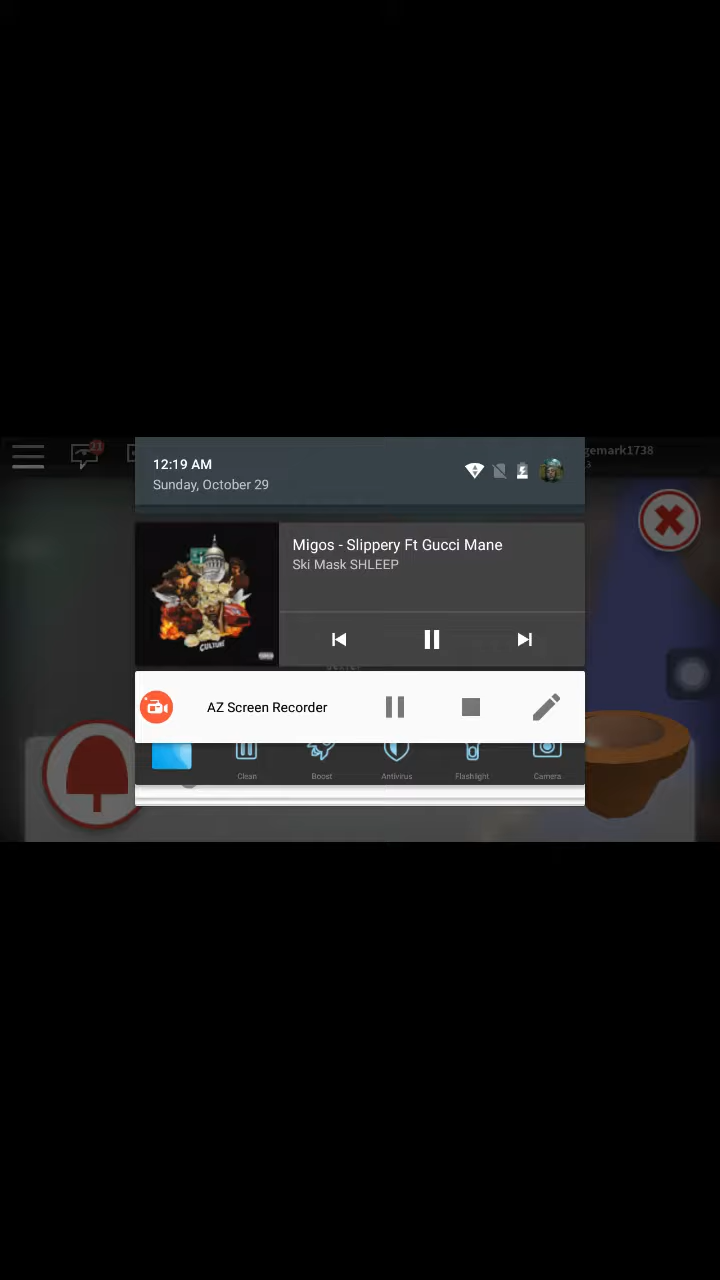 12:19 AM
Sunday, October 29
gemark1738
23
Migos - Slippery Ft Gucci Mane
Ski Mask SHLEEP
CULTURE
AZ Screen Recorder
Clean
Boost
Antivirus
Flashlight
Camera